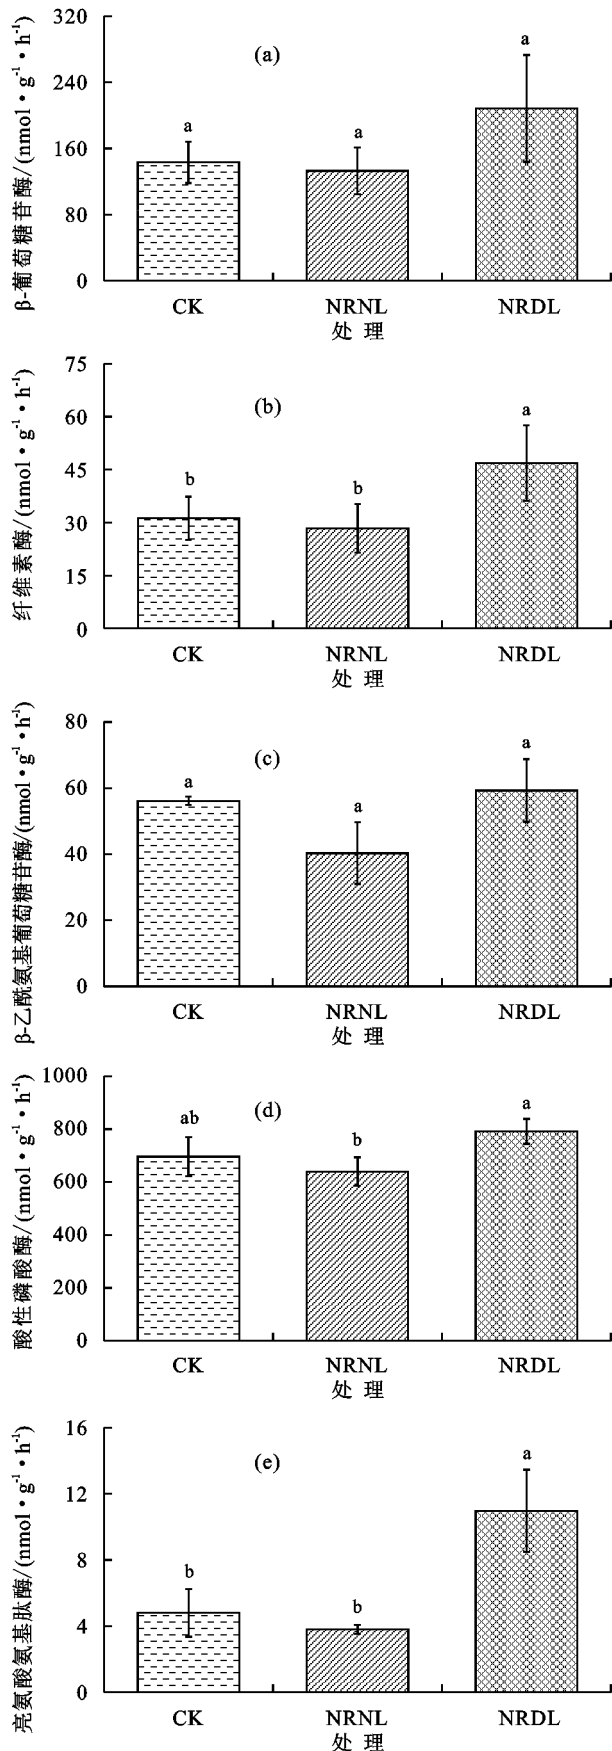 β-葡萄糖苷酶/(nmol•g⁻¹•h⁻¹)
320
240
160
80
0
(a)
a
a
a
CK
NRNL
NRDL
处 理
纤维素酶/(nmol•g⁻¹•h⁻¹)
75
60
45
30
15
0
(b)
b
b
a
CK
NRNL
NRDL
处 理
β-乙酰氨基葡萄糖苷酶/(nmol•g⁻¹•h⁻¹)
80
60
40
20
0
(c)
a
a
a
CK
NRNL
NRDL
处 理
酸性磷酸酶/(nmol•g⁻¹•h⁻¹)
1000
800
600
400
200
0
(d)
ab
b
a
CK
NRNL
NRDL
处 理
亮氨酸氨基肽酶/(nmol•g⁻¹•h⁻¹)
16
12
8
4
0
(e)
b
b
a
CK
NRNL
NRDL
处 理